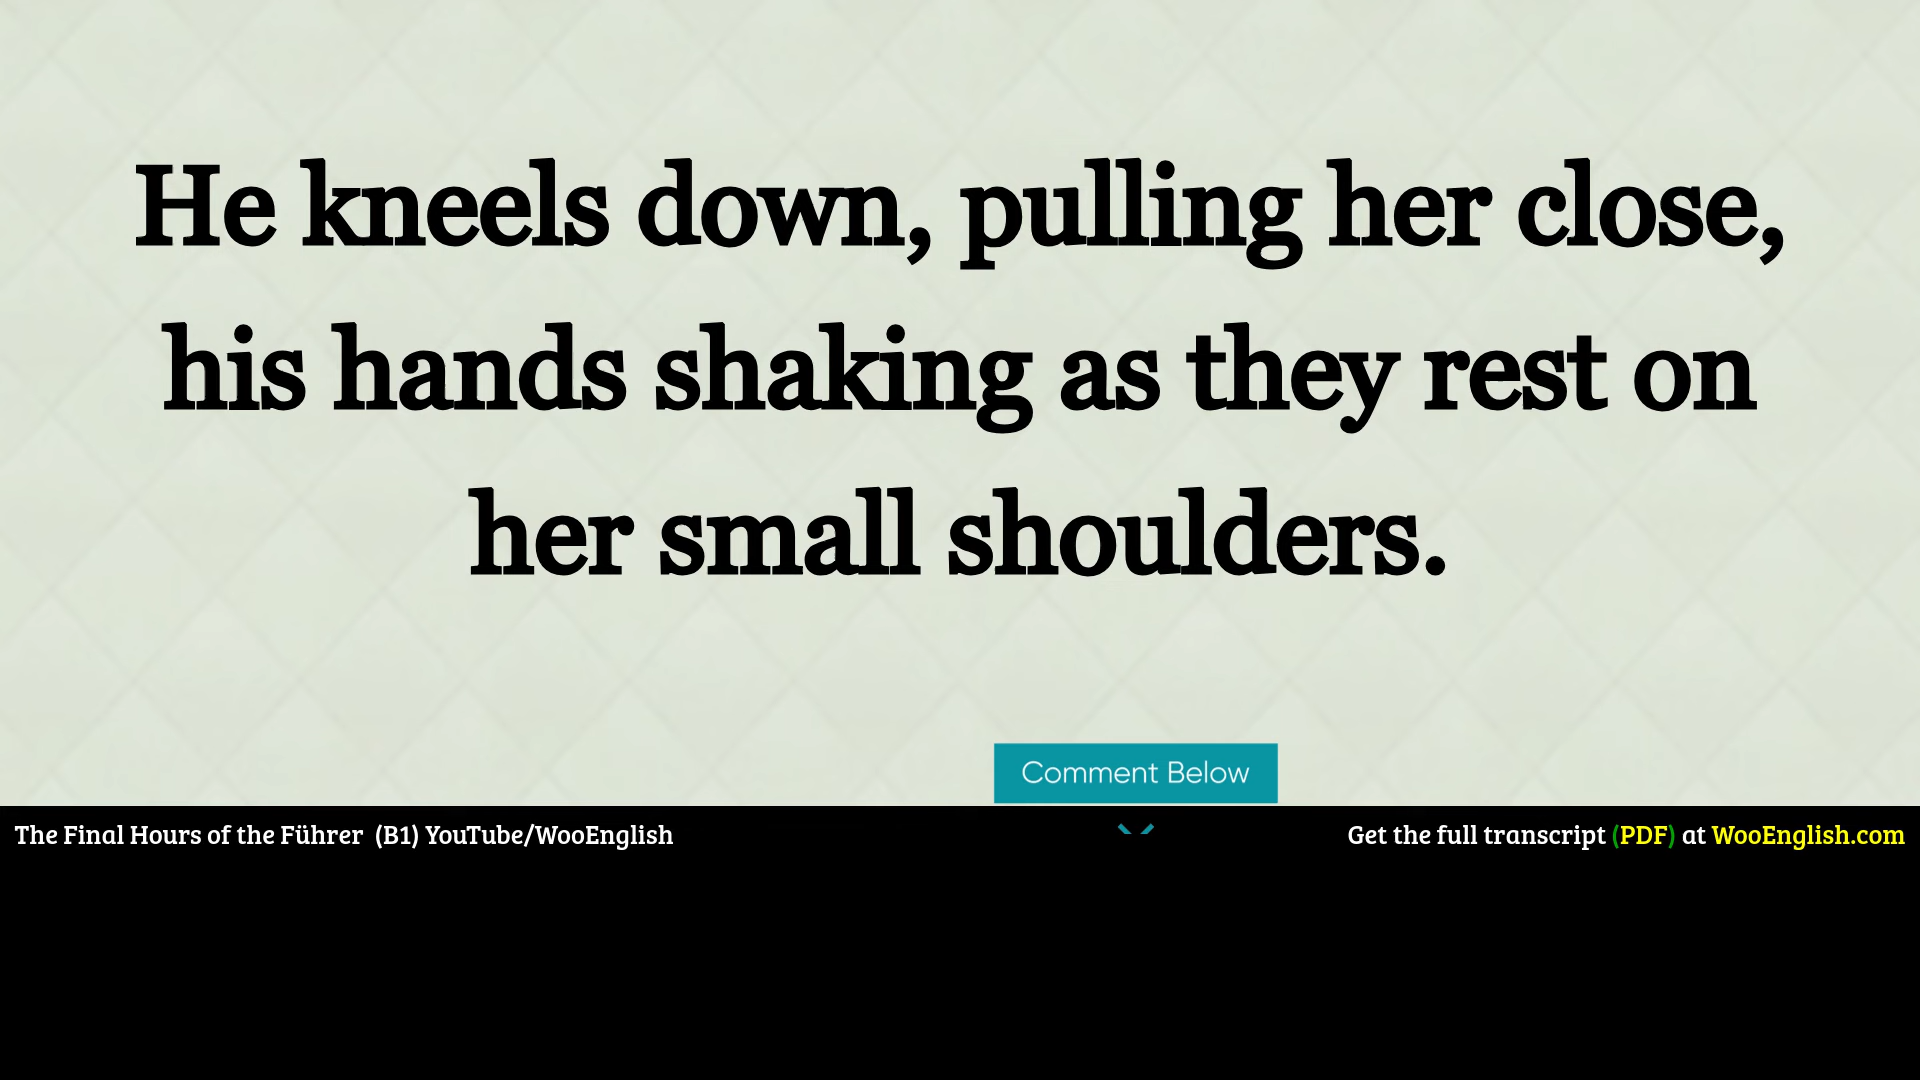 He kneels down, pulling her close,
his hands shaking as they rest on
her small shoulders.
Comment Below
The Final Hours of the Führer (B1) YouTube/WooEnglish
Get the full transcript (PDF) at WooEnglish.com